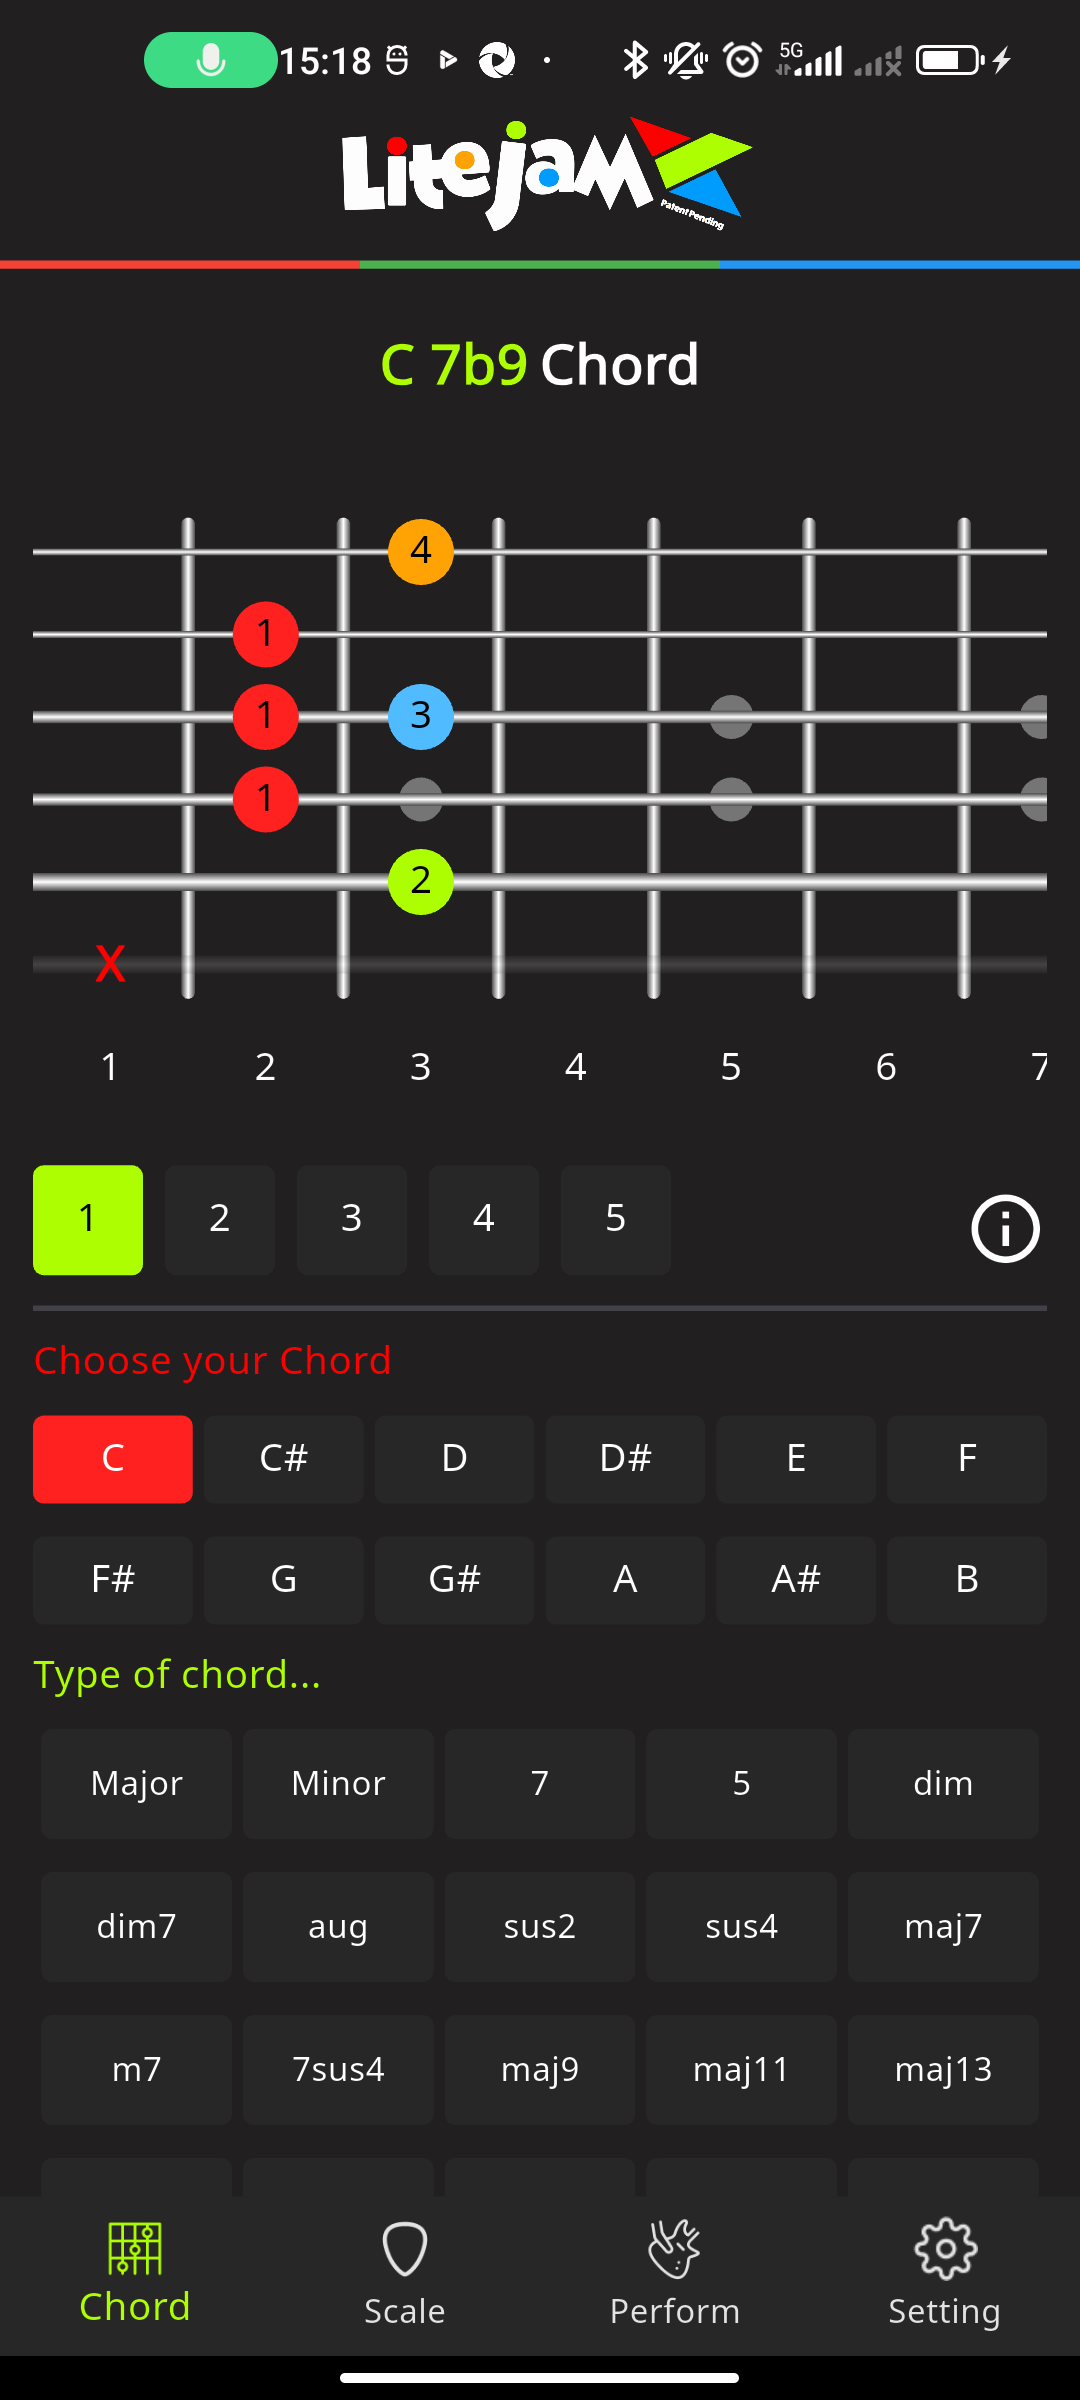 15:18
5G
LiteJam
Patent Pending
C 7b9 Chord
4
1
1 3
1
2
X
1 2 3 4 5 6 7
1 2 3 4 5
Choose your Chord
C C# D D# E F
F# G G# A A# B
Type of chord...
Major Minor 7 5 dim
dim7 aug sus2 sus4 maj7
m7 7sus4 maj9 maj11 maj13
Chord Scale Perform Setting